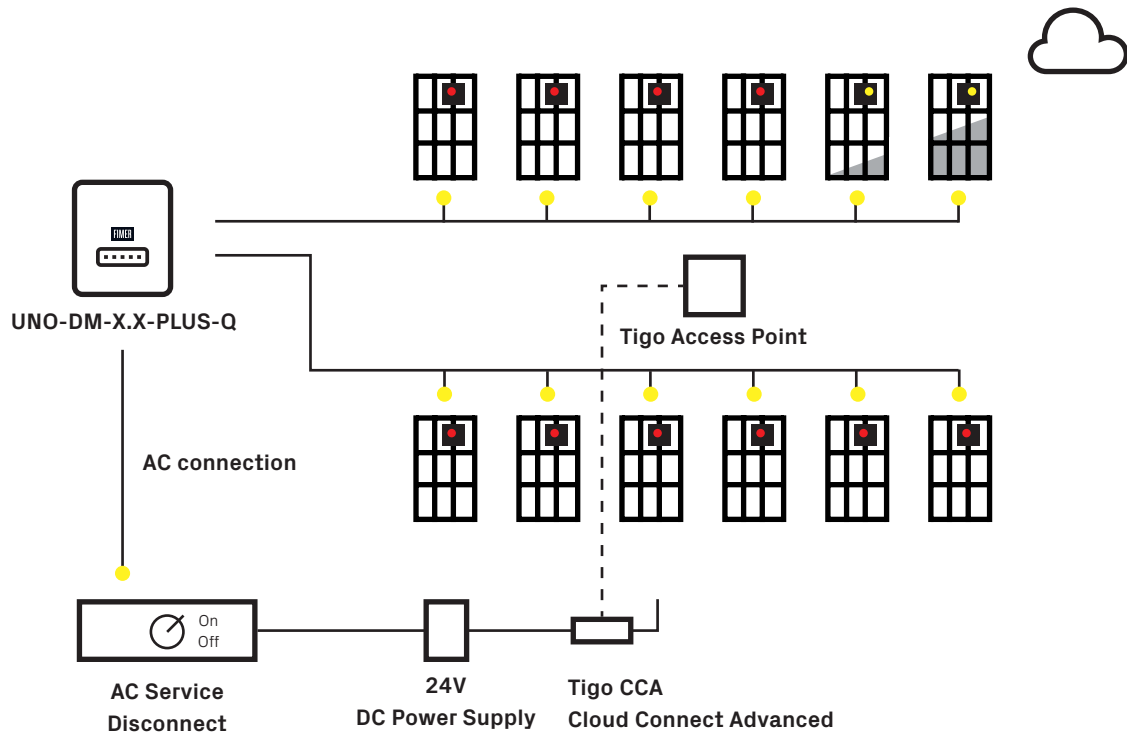 FIMER
UNO-DM-X.X-PLUS-Q
Tigo Access Point
AC connection
On
Off
AC Service
Disconnect
24V
DC Power Supply
Tigo CCA
Cloud Connect Advanced